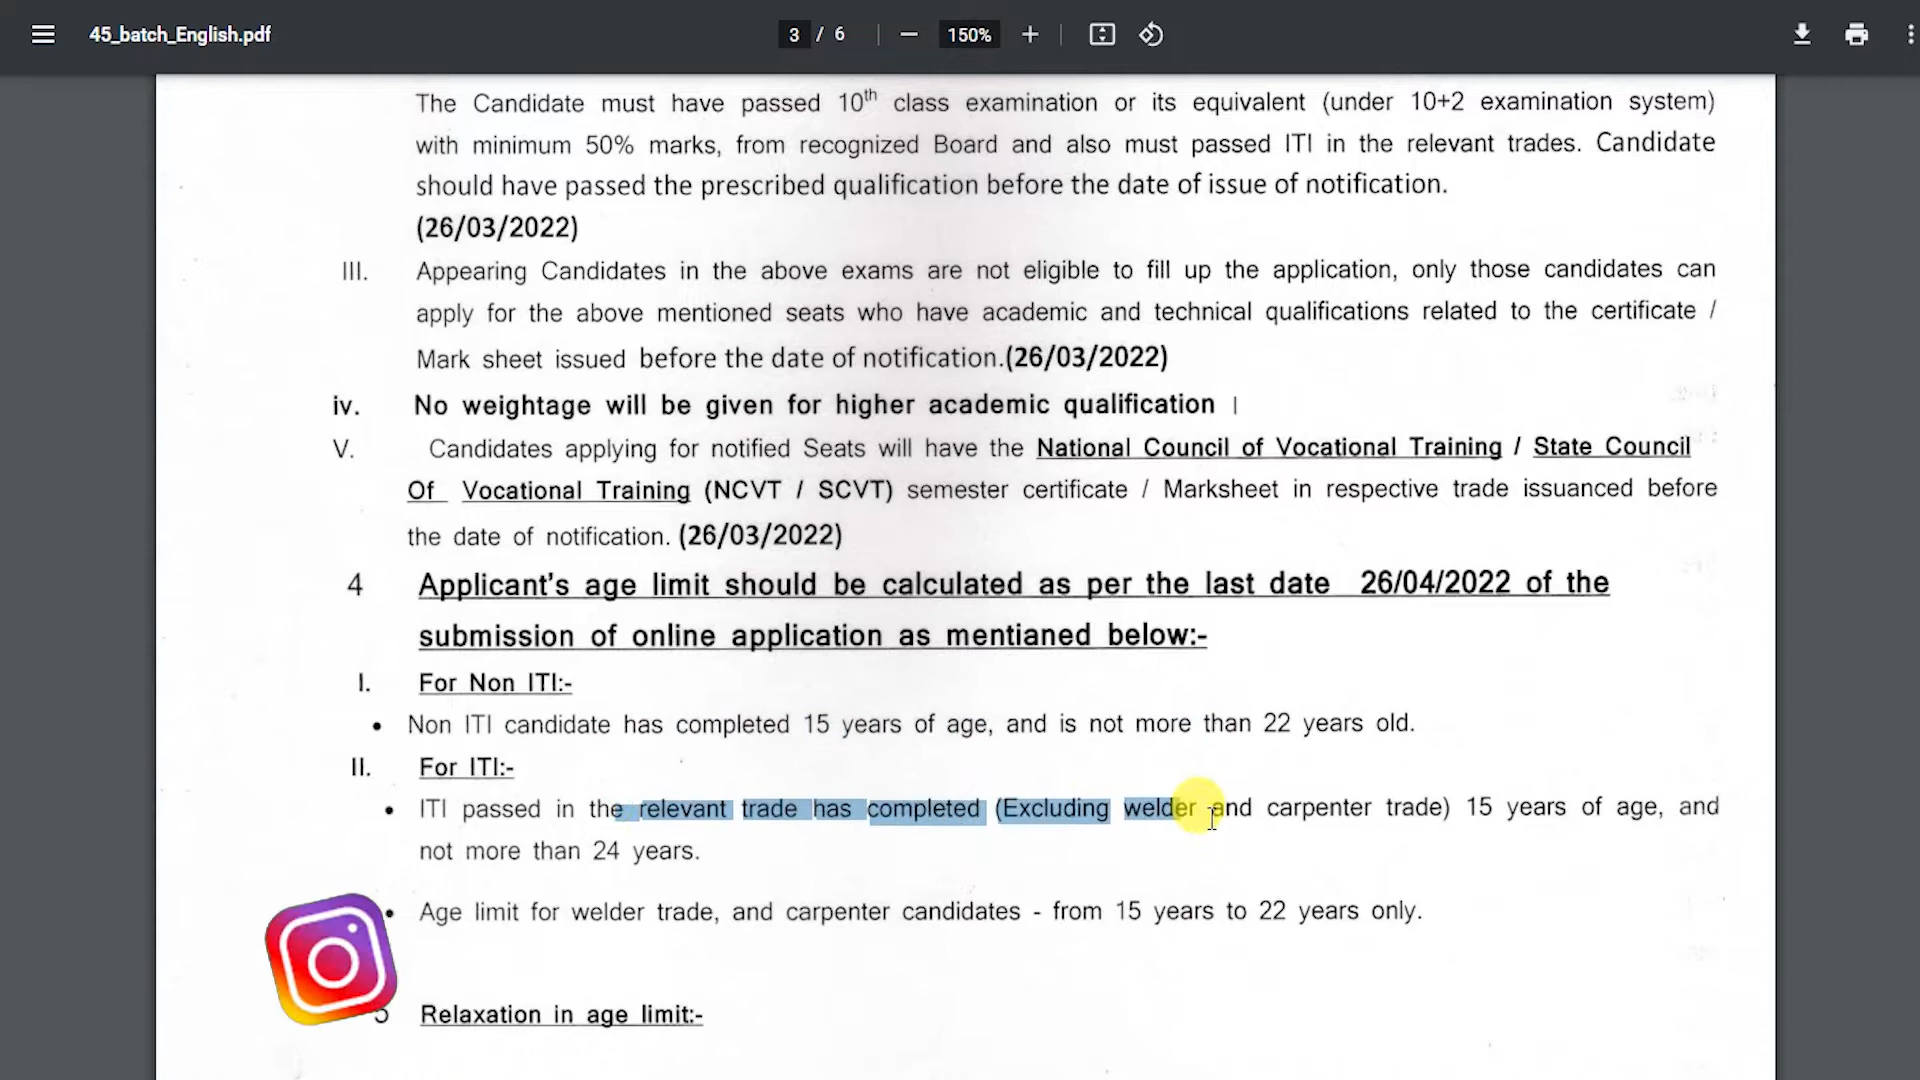 45_batch_English.pdf
3 / 6
150%
The Candidate must have passed 10th class examination or its equivalent (under 10+2 examination system)
with minimum 50% marks, from recognized Board and also must passed ITI in the relevant trades. Candidate
should have passed the prescribed qualification before the date of issue of notification.
(26/03/2022)
III. Appearing Candidates in the above exams are not eligible to fill up the application, only those candidates can
apply for the above mentioned seats who have academic and technical qualifications related to the certificate /
Mark sheet issued before the date of notification.(26/03/2022)
iv. No weightage will be given for higher academic qualification ।
V. Candidates applying for notified Seats will have the National Council of Vocational Training / State Council
Of Vocational Training (NCVT / SCVT) semester certificate / Marksheet in respective trade issuanced before
the date of notification. (26/03/2022)
4 Applicant's age limit should be calculated as per the last date 26/04/2022 of the
submission of online application as mentianed below:-
I. For Non ITI:-
• Non ITI candidate has completed 15 years of age, and is not more than 22 years old.
II. For ITI:-
• ITI passed in the relevant trade has completed (Excluding welder and carpenter trade) 15 years of age, and
not more than 24 years.
• Age limit for welder trade, and carpenter candidates - from 15 years to 22 years only.
5 Relaxation in age limit:-